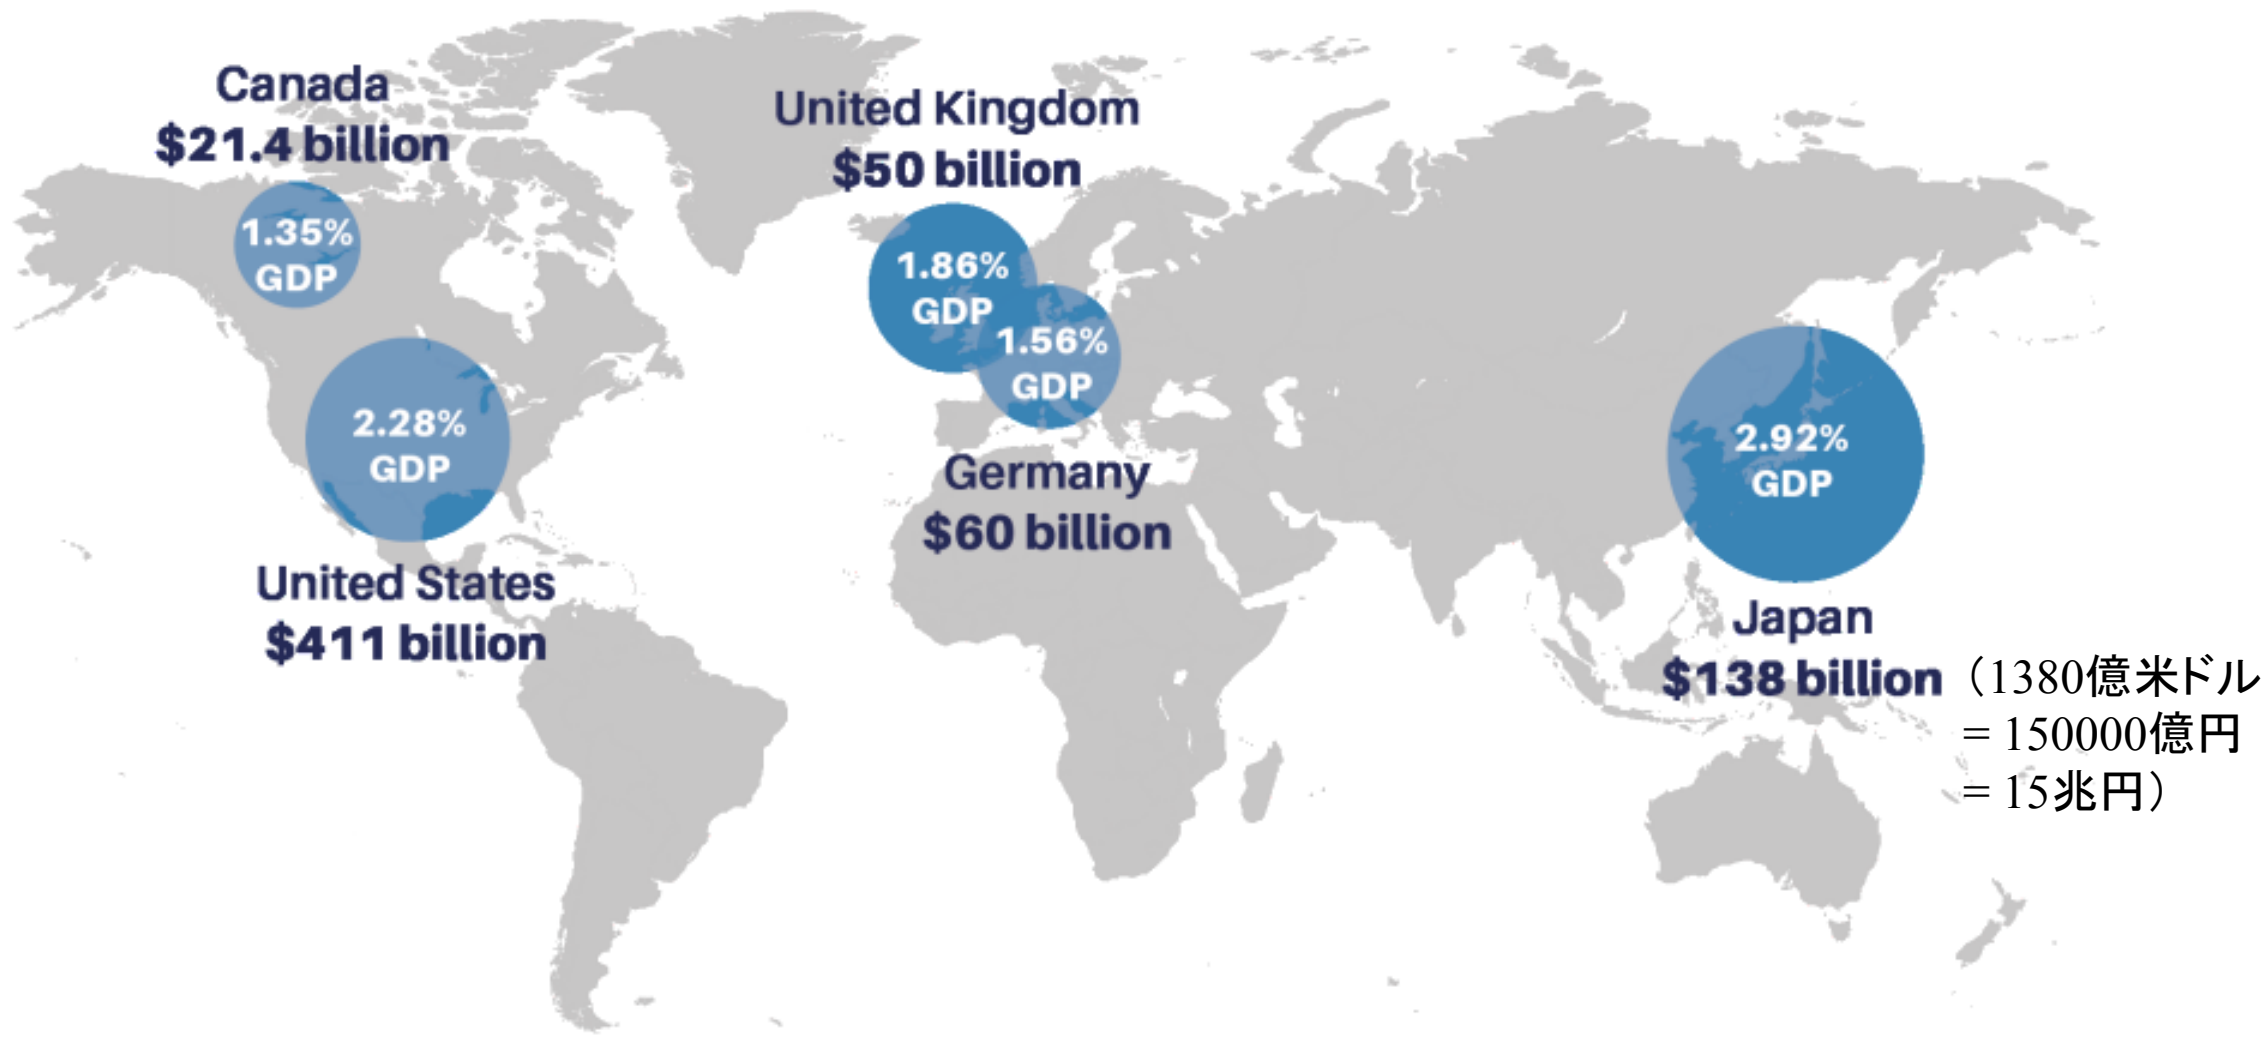 Canada
$21.4 billion
1.35%
GDP
United Kingdom
$50 billion
1.86%
GDP
1.56%
GDP
Germany
$60 billion
2.28%
GDP
United States
$411 billion
2.92%
GDP
Japan
$138 billion（1380億米ドル
= 150000億円
= 15兆円）